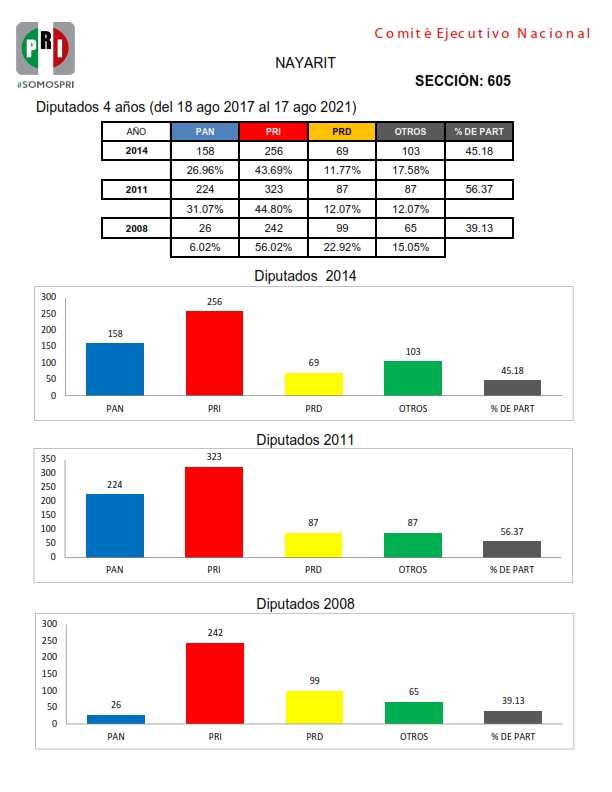 Comité Ejecutivo Nacional
PRI
#SOMOSPRI
NAYARIT
SECCIÓN: 605
Diputados 4 años (del 18 ago 2017 al 17 ago 2021)
AÑO PAN PRI PRD OTROS % DE PART
2014 158 256 69 103 45.18
26.96% 43.69% 11.77% 17.58%
2011 224 323 87 87 56.37
31.07% 44.80% 12.07% 12.07%
2008 26 242 99 65 39.13
6.02% 56.02% 22.92% 15.05%
Diputados 2014
300
250
200
150
100
50
0
158
256
69
103
45.18
PAN PRI PRD OTROS % DE PART
Diputados 2011
350
300
250
200
150
100
50
0
224
323
87
87
56.37
PAN PRI PRD OTROS % DE PART
Diputados 2008
300
250
200
150
100
50
0
26
242
99
65
39.13
PAN PRI PRD OTROS % DE PART